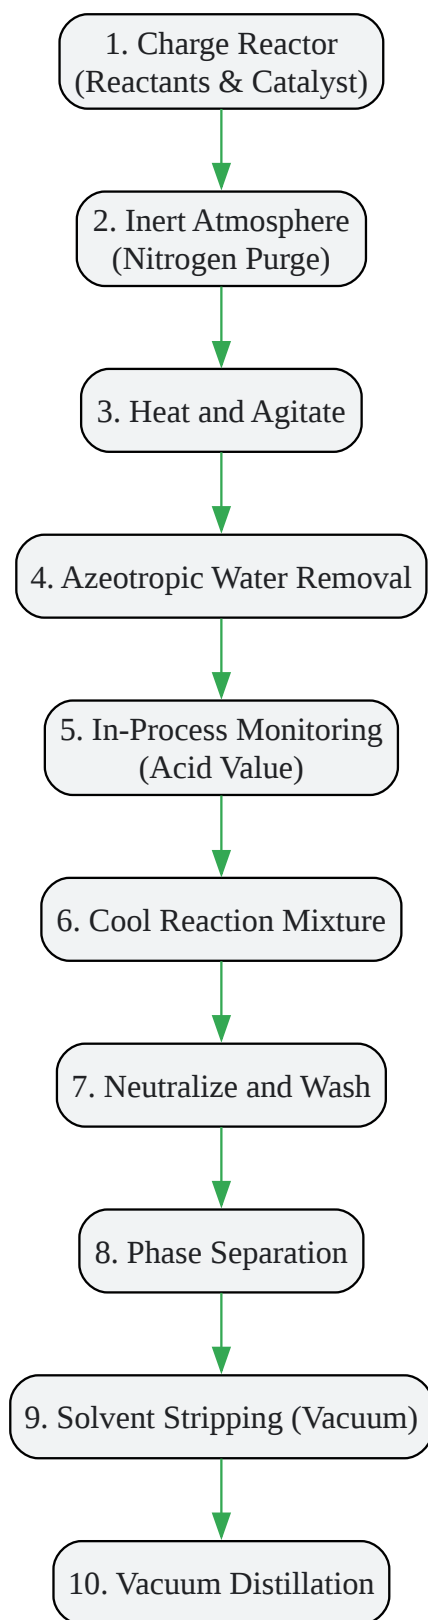 1. Charge Reactor
(Reactants & Catalyst)
2. Inert Atmosphere
(Nitrogen Purge)
3. Heat and Agitate
4. Azeotropic Water Removal
5. In-Process Monitoring
(Acid Value)
6. Cool Reaction Mixture
7. Neutralize and Wash
8. Phase Separation
9. Solvent Stripping (Vacuum)
10. Vacuum Distillation